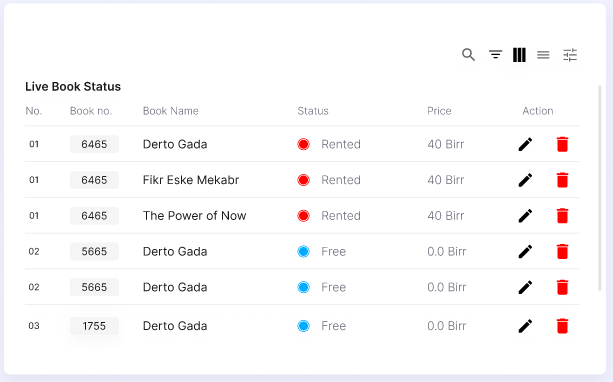 Live Book Status
No. Book no. Book Name Status Price Action
01 6465 Derto Gada Rented 40 Birr
01 6465 Fikr Eske Mekabr Rented 40 Birr
01 6465 The Power of Now Rented 40 Birr
02 5665 Derto Gada Free 0.0 Birr
02 5665 Derto Gada Free 0.0 Birr
03 1755 Derto Gada Free 0.0 Birr